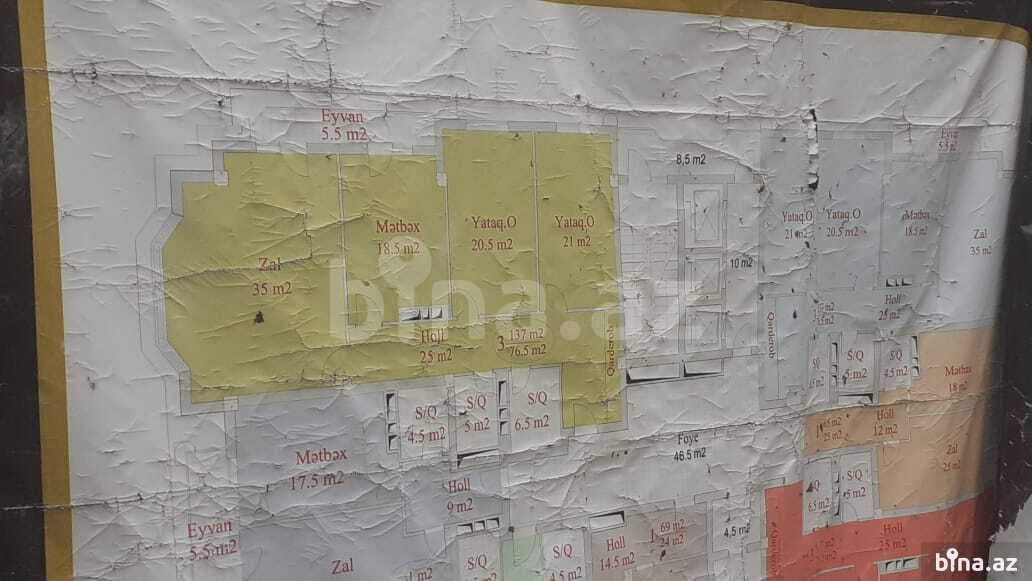 Eyvan
5.5 m2
Zal
35 m2
Mətbəx
18.5 m2
Yataq.O
20.5 m2
Yataq.O
21 m2
Holl
25 m2
3
137 m2
76.5 m2
Qarderob
8,5 m2
10 m2
Yataq.O
21 m2
Yataq.O
20.5 m2
Mətbəx
18.5 m2
5.5 m2
Zal
35 m2
Holl
25 m2
Qarderob
S/Q
4.5 m2
S/Q
5 m2
S/Q
6.5 m2
S/Q
5 m2
S/Q
4.5 m2
Mətbəx
18 m2
Holl
12 m2
Zal
25 m2
Foye
46.5 m2
Mətbəx
17.5 m2
Holl
9 m2
Eyvan
5.5 m2
Zal
S/Q
S/Q
4.5 m2
Holl
14.5 m2
1
69 m2
24 m2
4,5 m2
6.5 m2
S/Q
5 m2
Holl
25 m2
bina.az
bina.az